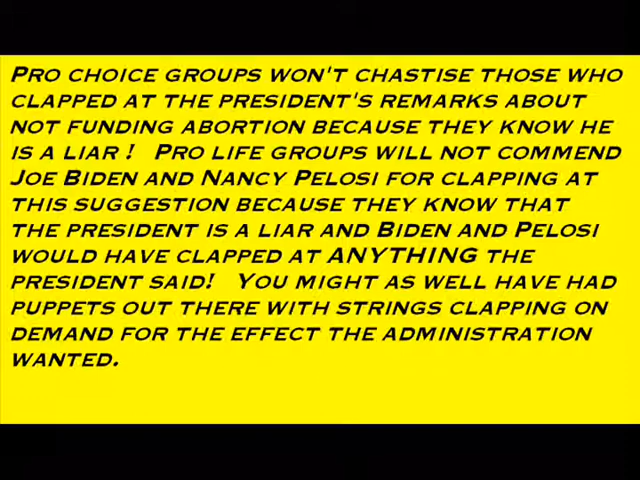 Pro choice groups won't chastise those who
clapped at the president's remarks about
not funding abortion because they know he
is a liar !   Pro life groups will not commend
Joe Biden and Nancy Pelosi for clapping at
this suggestion because they know that
the president is a liar and Biden and Pelosi
would have clapped at ANYTHING the
president said!   You might as well have had
puppets out there with strings clapping on
demand for the effect the administration
wanted.